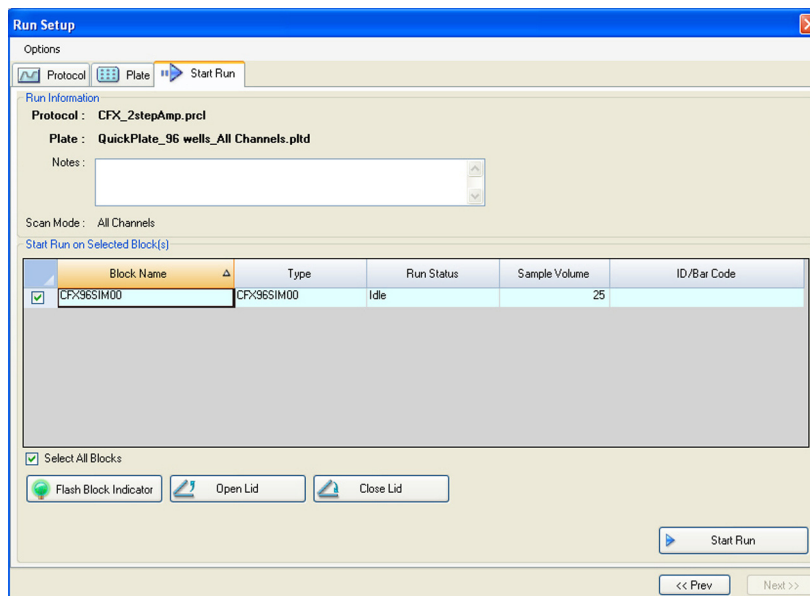 Run Setup
Options
Protocol Plate Start Run
Run Information
Protocol : CFX_2stepAmp.prcl
Plate : QuickPlate_96 wells_All Channels.pltd
Notes :
Scan Mode : All Channels
Start Run on Selected Block(s)
Block Name Type Run Status Sample Volume ID/Bar Code
CFX96SIM00 CFX96SIM00 Idle 25
Select All Blocks
Flash Block Indicator Open Lid Close Lid
Start Run
<< Prev Next >>